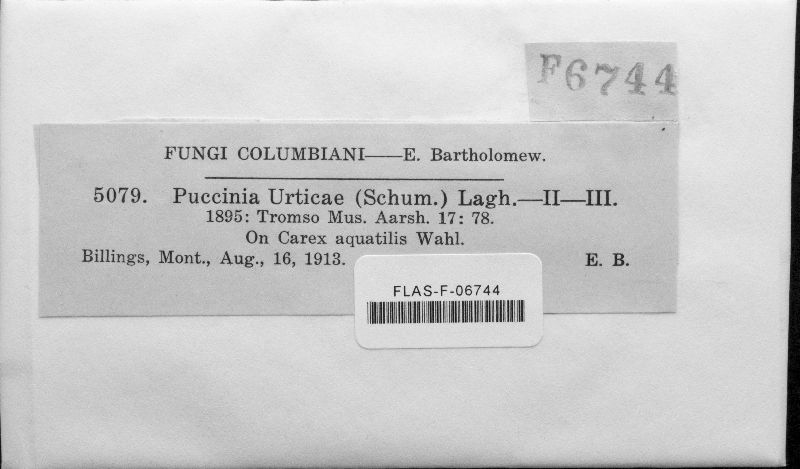 F6744
FUNGI COLUMBIANI——E. Bartholomew.
5079. Puccinia Urticae (Schum.) Lagh.—II—III.
1895: Tromso Mus. Aarsh. 17: 78.
On Carex aquatilis Wahl.
Billings, Mont., Aug., 16, 1913. E. B.
FLAS-F-06744